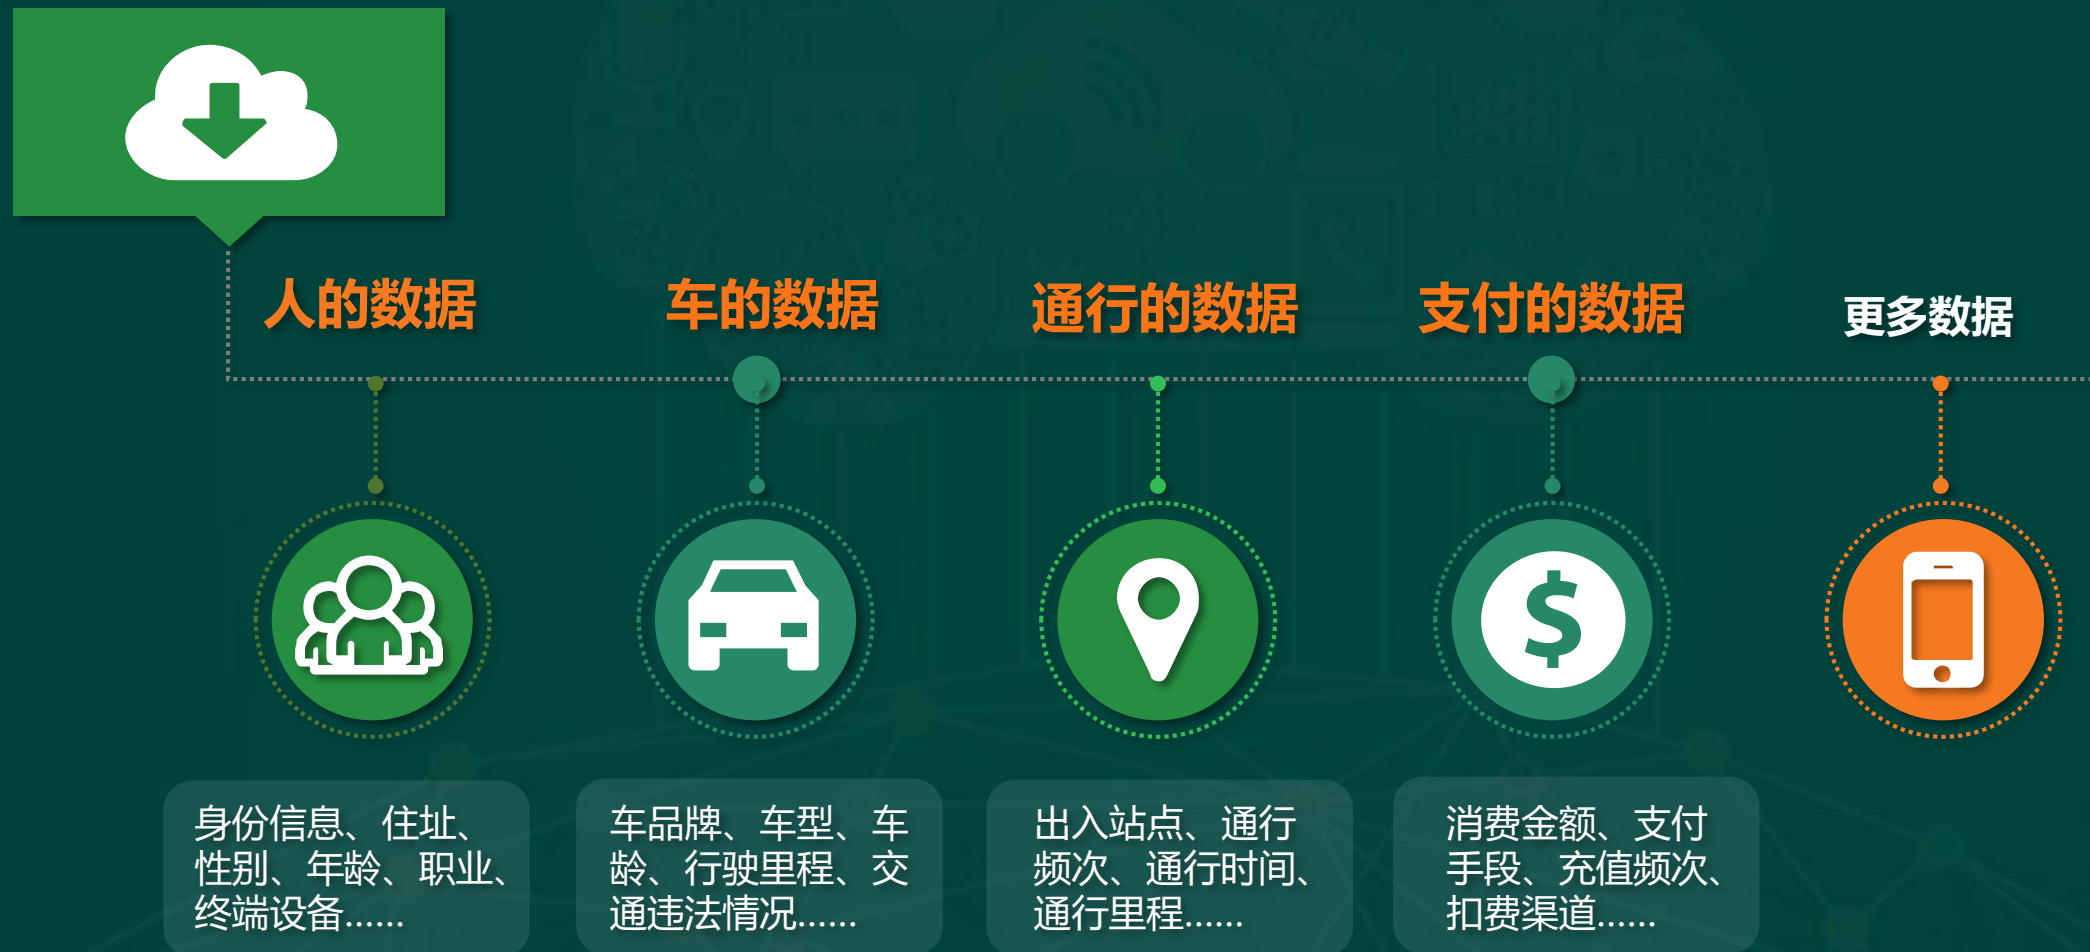 人的数据
车的数据
通行的数据
支付的数据
更多数据
身份信息、住址、
性别、年龄、职业、
终端设备......
车品牌、车型、车
龄、行驶里程、交
通违法情况......
出入站点、通行
频次、通行时间、
通行里程......
消费金额、支付
手段、充值频次、
扣费渠道......